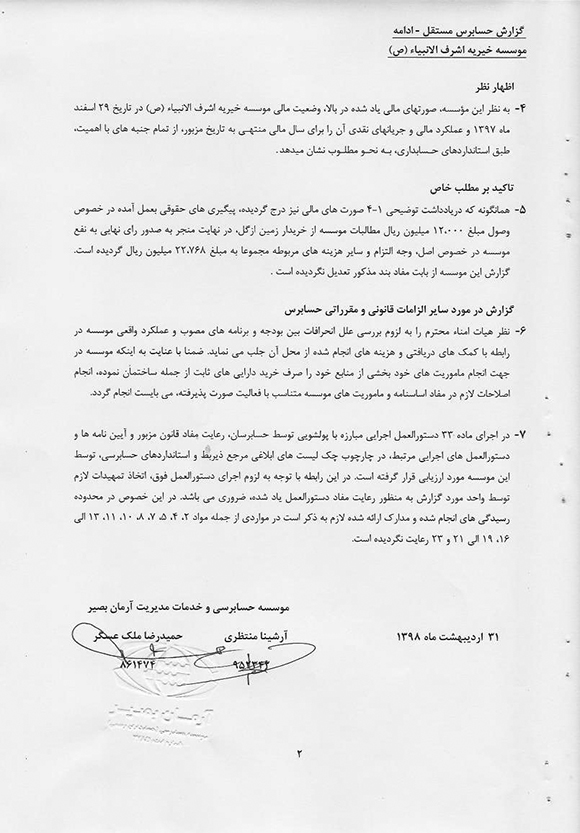 گزارش حسابرس مستقل - ادامه
موسسه خیریه اشرف الانبیاء (ص)
اظهار نظر
۴- به نظر این مؤسسه، صورتهای مالی یاد شده در بالا، وضعیت مالی موسسه خیریه اشرف الانبیاء (ص) در تاریخ ۲۹ اسفند
ماه ۱۳۹۷ و عملکرد مالی و جریانهای نقدی آن را برای سال مالی منتهی به تاریخ مزبور، از تمام جنبه های با اهمیت،
طبق استانداردهای حسابداری، به نحو مطلوب نشان میدهد.
تاکید بر مطلب خاص
۵- همانگونه که دریادداشت توضیحی ۱-۴ صورت های مالی نیز درج گردیده، پیگیری های حقوقی بعمل آمده در خصوص
وصول مبلغ ۱۲،۰۰۰ میلیون ریال مطالبات موسسه از خریدار زمین ازگل، در نهایت منجر به صدور رای نهایی به نفع
موسسه در خصوص اصل، وجه التزام و سایر هزینه های مربوطه مجموعا به مبلغ ۲۲،۷۶۸ میلیون ریال گردیده است.
گزارش این موسسه از بابت مفاد بند مذکور تعدیل نگردیده است .
گزارش در مورد سایر الزامات قانونی و مقرراتی حسابرس
۶- نظر هیات امناء محترم را به لزوم بررسی علل انحرافات بین بودجه و برنامه های مصوب و عملکرد واقعی موسسه در
رابطه با کمک های دریافتی و هزینه های انجام شده از محل آن جلب می نماید. ضمنا با عنایت به اینکه موسسه در
جهت انجام ماموریت های خود بخشی از منابع خود را صرف خرید دارایی های ثابت از جمله ساختمان نموده، انجام
اصلاحات لازم در مفاد اساسنامه و ماموریت های موسسه متناسب با فعالیت صورت پذیرفته، می بایست انجام گردد.
۷- در اجرای ماده ۳۳ دستورالعمل اجرایی مبارزه با پولشویی توسط حسابرسان، رعایت مفاد قانون مزبور و آیین نامه ها و
دستورالعمل های اجرایی مرتبط، در چارچوب چک لیست های ابلاغی مرجع ذیربط و استانداردهای حسابرسی، توسط
این موسسه مورد ارزیابی قرار گرفته است. در این رابطه با توجه به لزوم اجرای دستورالعمل فوق، اتخاذ تمهیدات لازم
توسط واحد مورد گزارش به منظور رعایت مفاد دستورالعمل یاد شده، ضروری می باشد. در این خصوص در محدوده
رسیدگی های انجام شده و مدارک ارائه شده لازم به ذکر است در مواردی از جمله مواد ۲، ۴، ۵، ۷، ۸، ۱۰، ۱۱، ۱۳ الی
۱۶، ۱۹ الی ۲۱ و ۲۳ رعایت نگردیده است.
موسسه حسابرسی و خدمات مدیریت آرمان بصیر
۳۱ اردیبهشت ماه ۱۳۹۸
آرشینا منتظری حمیدرضا ملک عسگر
۸۶۱۴۷۴
۲